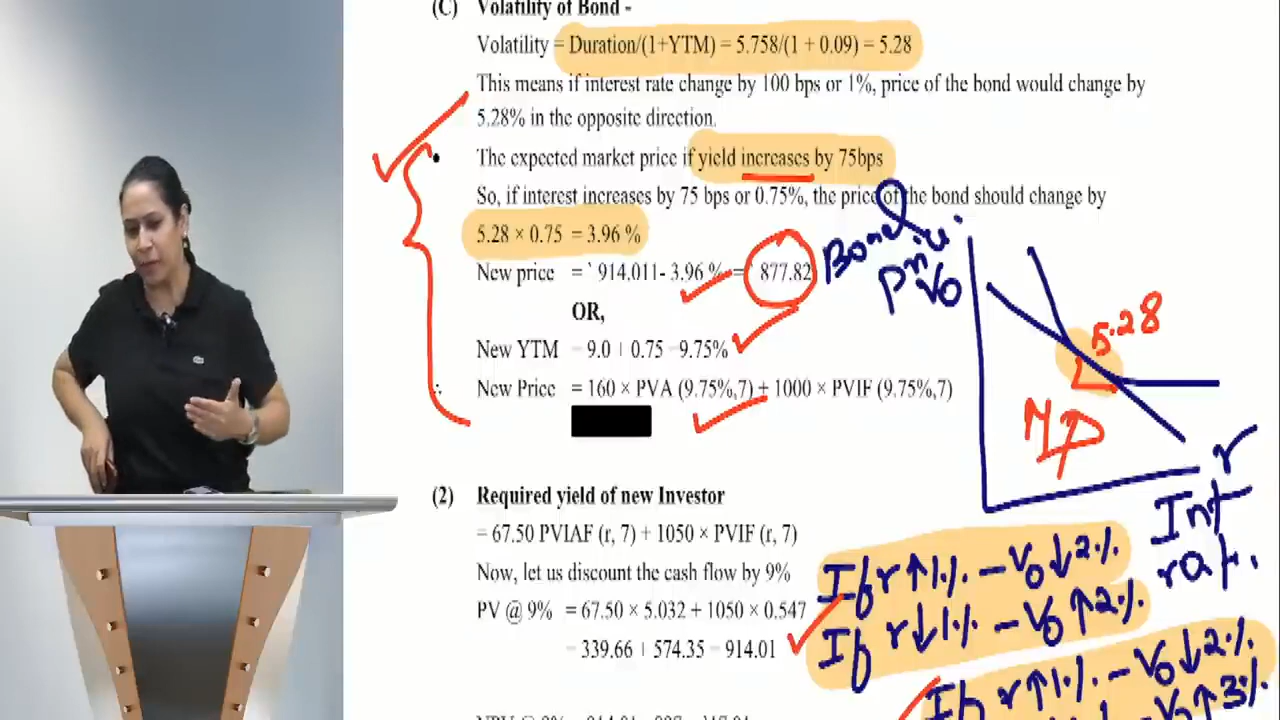 (C) Volatility of Bond -
Volatility = Duration/(1+YTM) = 5.758/(1 + 0.09) = 5.28
This means if interest rate change by 100 bps or 1%, price of the bond would change by
5.28% in the opposite direction.
The expected market price if yield increases by 75bps
So, if interest increases by 75 bps or 0.75%, the price of the bond should change by
5.28 × 0.75 = 3.96 %
New price = ` 914.011- 3.96 % = ` 877.82
OR,
New YTM = 9.0 + 0.75 = 9.75%
∴ New Price = 160 × PVA (9.75%,7) + 1000 × PVIF (9.75%,7)
Bond
Price
V0
5.28
MD
r
Int
rat.
(2) Required yield of new Investor
= 67.50 PVIAF (r, 7) + 1050 × PVIF (r, 7)
Now, let us discount the cash flow by 9%
PV @ 9% = 67.50 × 5.032 + 1050 × 0.547
= 339.66 + 574.35 = 914.01
If r ↑ 1% – V0 ↓ 2%
If r ↓ 1% – V0 ↑ 2%
If r ↑ 1% – V0 ↓ 2%
V0 ↑ 3%